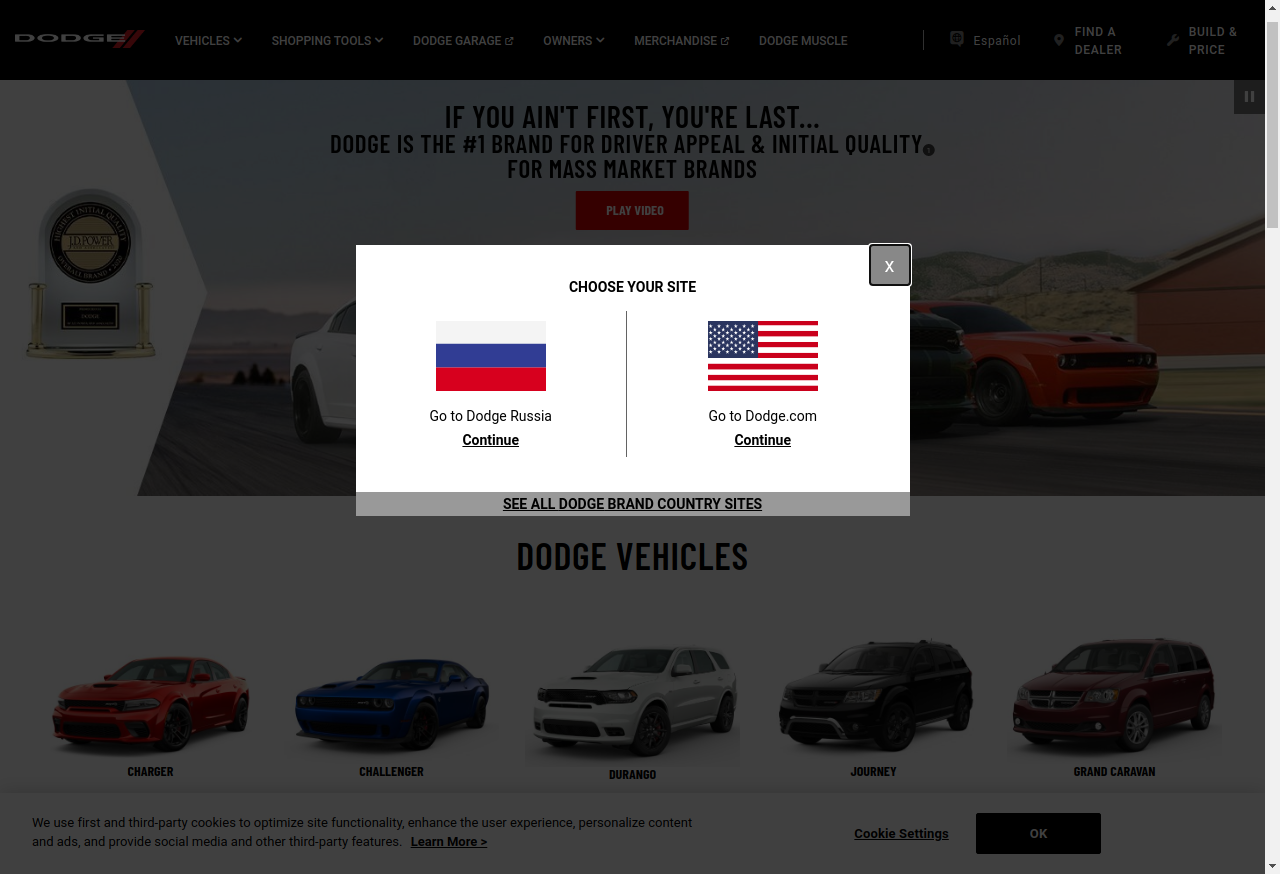 DODGE
VEHICLES
SHOPPING TOOLS
DODGE GARAGE
OWNERS
MERCHANDISE
DODGE MUSCLE
Español
FIND A
DEALER
BUILD &
PRICE
IF YOU AIN'T FIRST, YOU'RE LAST...
DODGE IS THE #1 BRAND FOR DRIVER APPEAL & INITIAL QUALITY
FOR MASS MARKET BRANDS
PLAY VIDEO
HIGHEST INITIAL QUALITY
J.D. POWER
X
CHOOSE YOUR SITE
Go to Dodge Russia
Continue
Go to Dodge.com
Continue
SEE ALL DODGE BRAND COUNTRY SITES
DODGE VEHICLES
CHARGER
CHALLENGER
DURANGO
JOURNEY
GRAND CARAVAN
We use first and third-party cookies to optimize site functionality, enhance the user experience, personalize content
and ads, and provide social media and other third-party features. Learn More >
Cookie Settings
OK